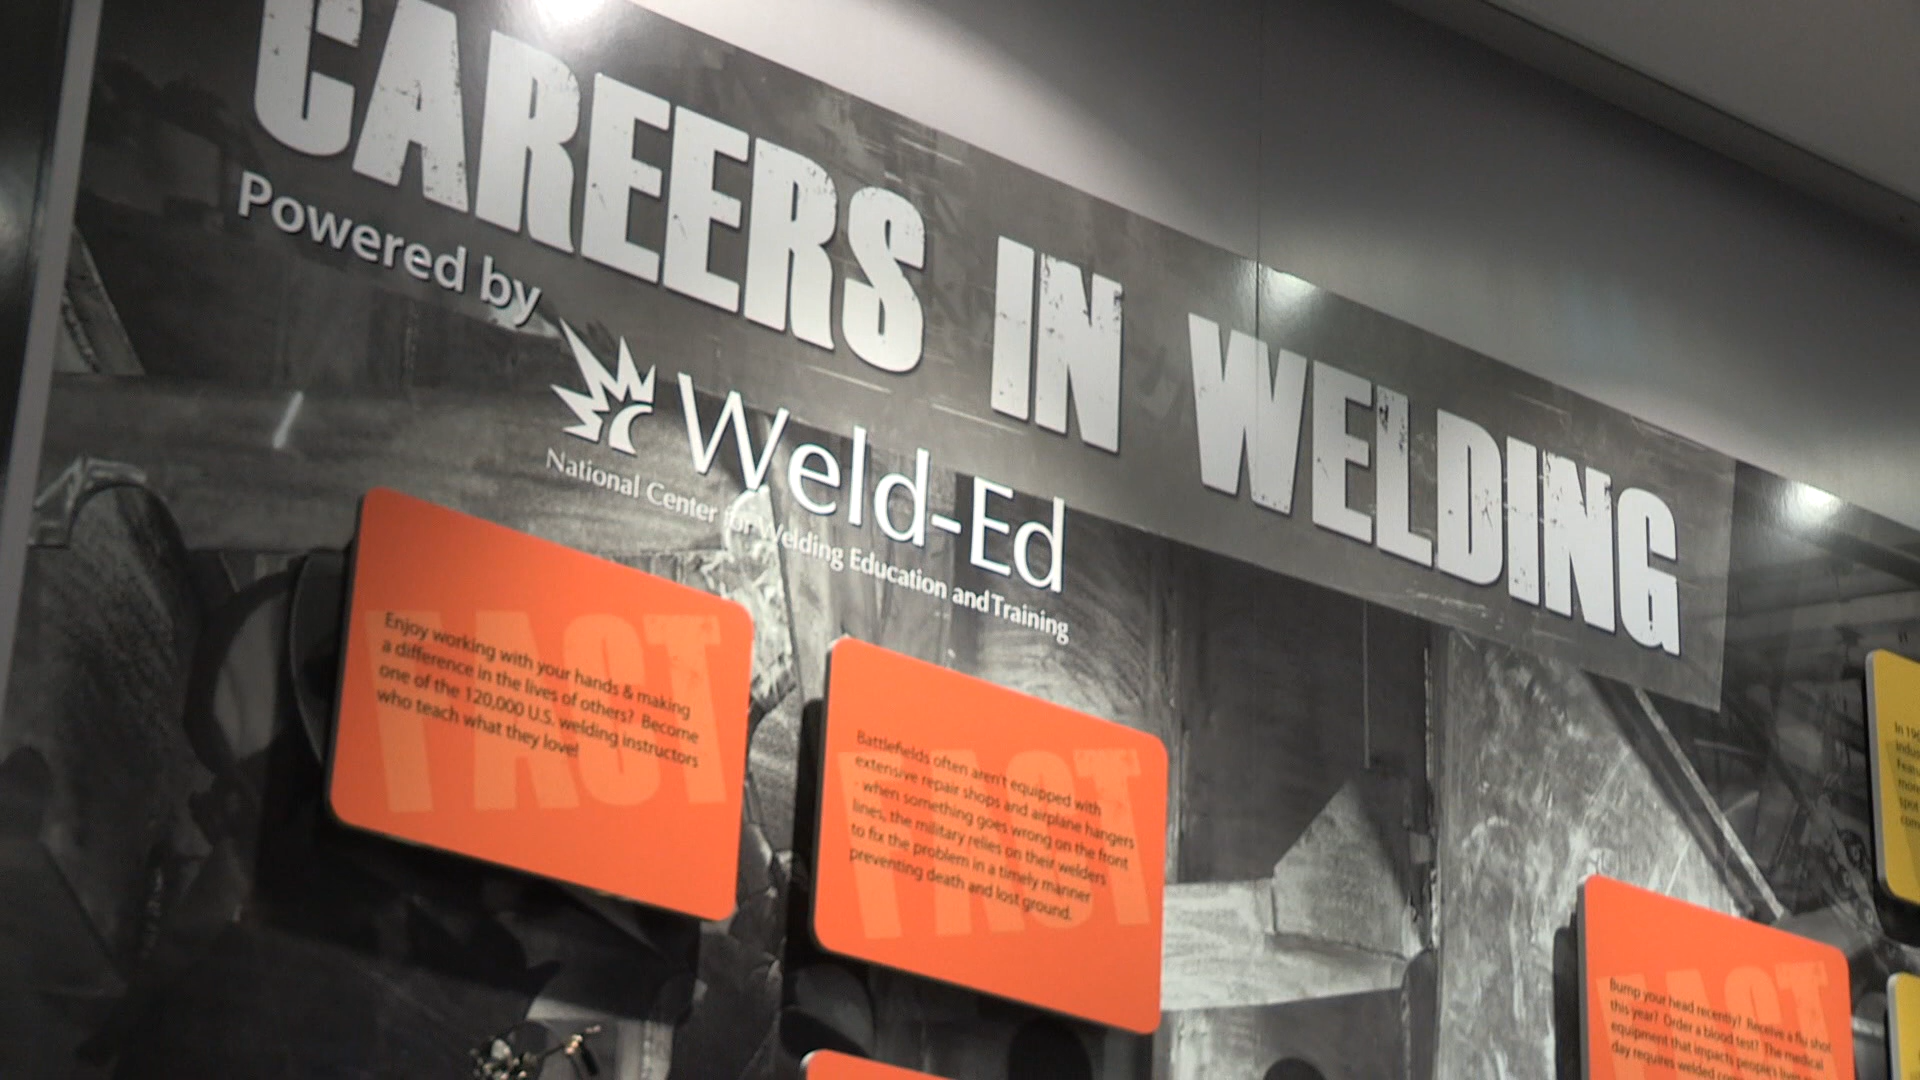 CAREERS IN WELDING
Powered by
Weld-Ed
National Center for Welding Education and Training
FACT
Enjoy working with your hands & making
a difference in the lives of others? Become
one of the 120,000 U.S. welding instructors
who teach what they love!
FACT
Battlefields often aren't equipped with
extensive repair shops and airplane hangers
- when something goes wrong on the front
lines, the military relies on their welders
to fix the problem in a timely manner
preventing death and lost ground.
FACT
Bump your head recently? Receive a flu shot
this year? Order a blood test? The medical
equipment that impacts people's lives
day requires welded
In